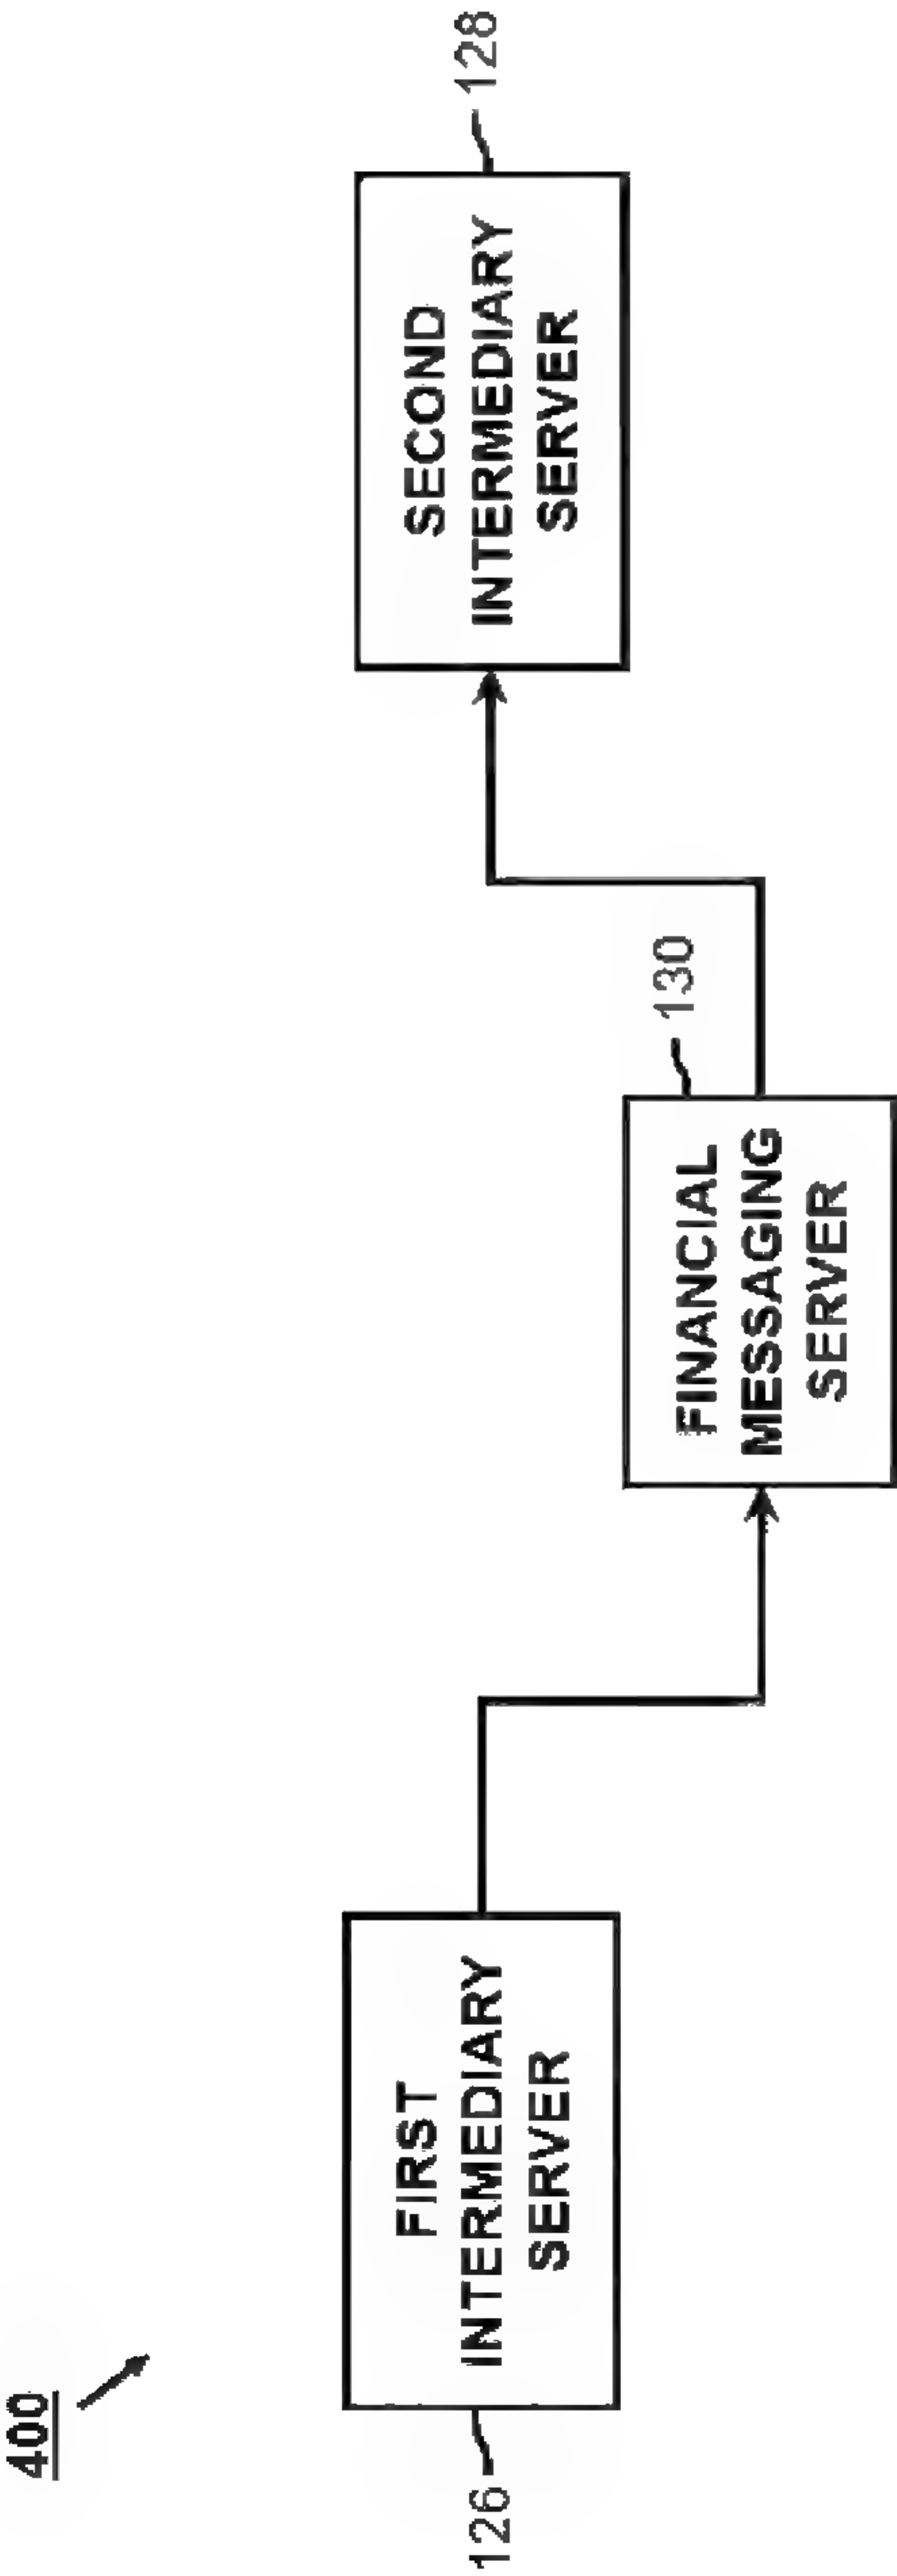 400
FIRST
INTERMEDIARY
SERVER
126
FINANCIAL
MESSAGING
SERVER
130
SECOND
INTERMEDIARY
SERVER
128